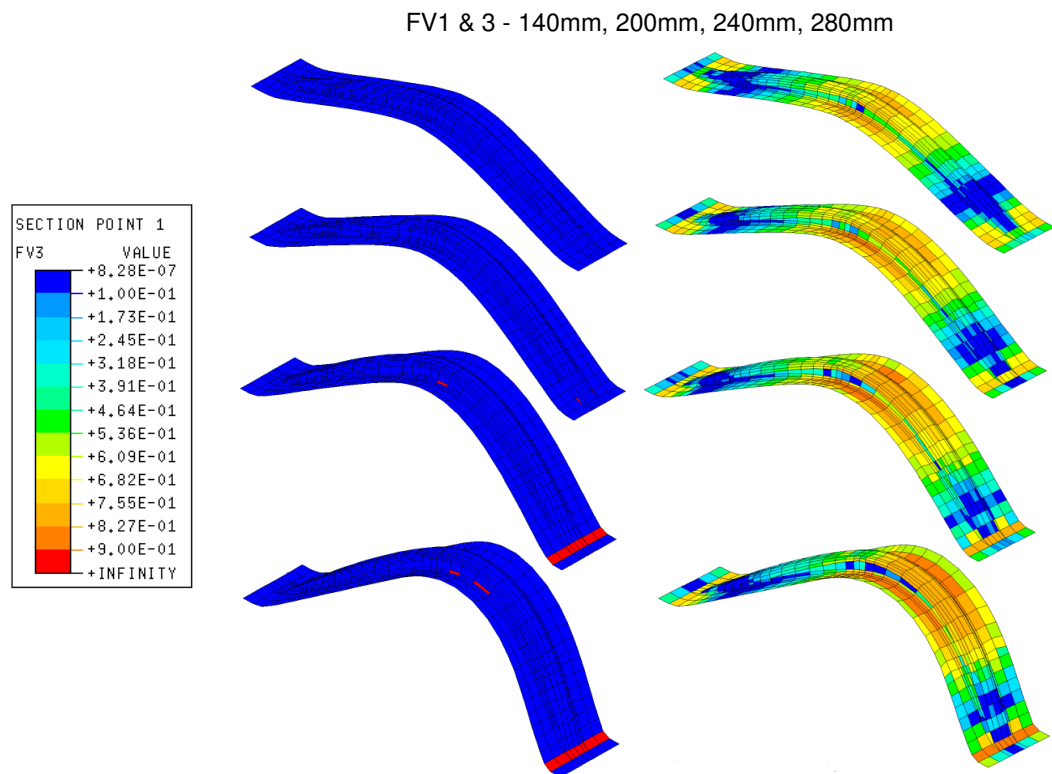 FV1 & 3 - 140mm, 200mm, 240mm, 280mm
SECTION POINT 1
FV3 VALUE
+8.28E-07
+1.00E-01
+1.73E-01
+2.45E-01
+3.18E-01
+3.91E-01
+4.64E-01
+5.36E-01
+6.09E-01
+6.82E-01
+7.55E-01
+8.27E-01
+9.00E-01
+INFINITY